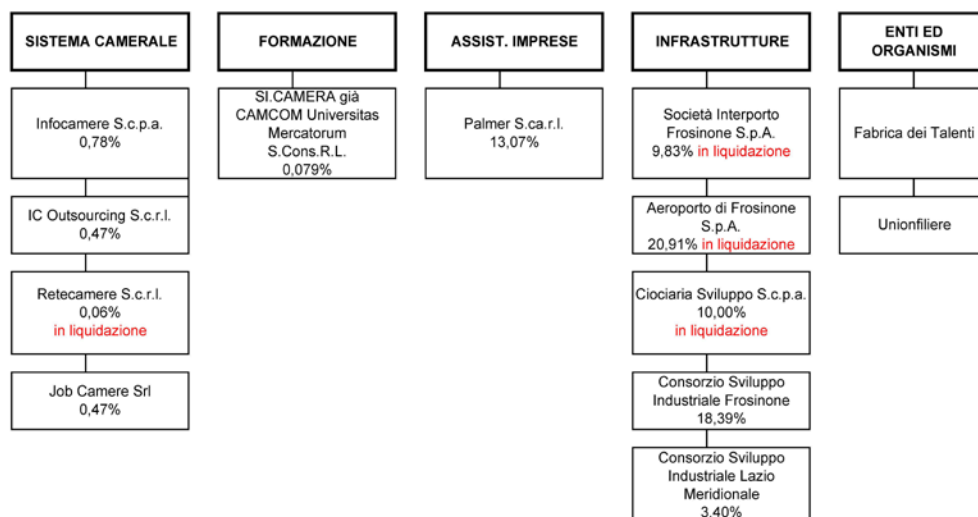 SISTEMA CAMERALE
Infocamere S.c.p.a.
0,78%
IC Outsourcing S.c.r.l.
0,47%
Retecamere S.c.r.l.
0,06%
in liquidazione
Job Camere Srl
0,47%
FORMAZIONE
SI.CAMERA già
CAMCOM Universitas
Mercatorum
S.Cons.R.L.
0,079%
ASSIST. IMPRESE
Palmer S.ca.r.l.
13,07%
INFRASTRUTTURE
Società Interporto
Frosinone S.p.A.
9,83% in liquidazione
Aeroporto di Frosinone
S.p.A.
20,91% in liquidazione
Ciociaria Sviluppo S.c.p.a.
10,00%
in liquidazione
Consorzio Sviluppo
Industriale Frosinone
18,39%
Consorzio Sviluppo
Industriale Lazio
Meridionale
3,40%
ENTI ED
ORGANISMI
Fabrica dei Talenti
Unionfiliere